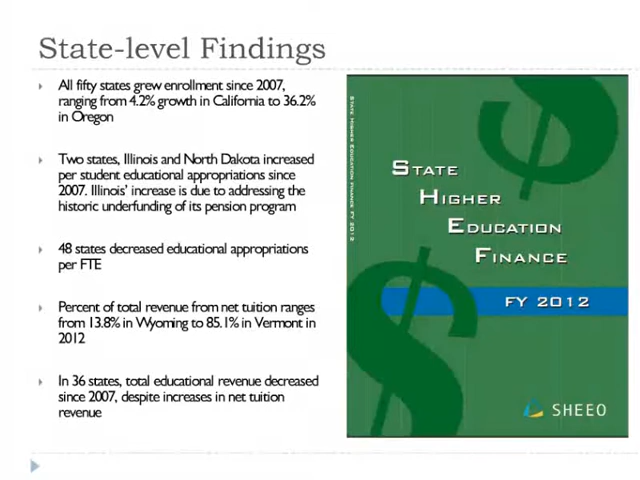 State-level Findings
All fifty states grew enrollment since 2007,
ranging from 4.2% growth in California to 36.2%
in Oregon
Two states, Illinois and North Dakota increased
per student educational appropriations since
2007. Illinois' increase is due to addressing the
historic underfunding of its pension program
48 states decreased educational appropriations
per FTE
Percent of total revenue from net tuition ranges
from 13.8% in Wyoming to 85.1% in Vermont in
2012
In 36 states, total educational revenue decreased
since 2007, despite increases in net tuition
revenue
STATE HIGHER EDUCATION FINANCE FY 2012
STATE
HIGHER
EDUCATION
FINANCE
FY 2012
SHEEO